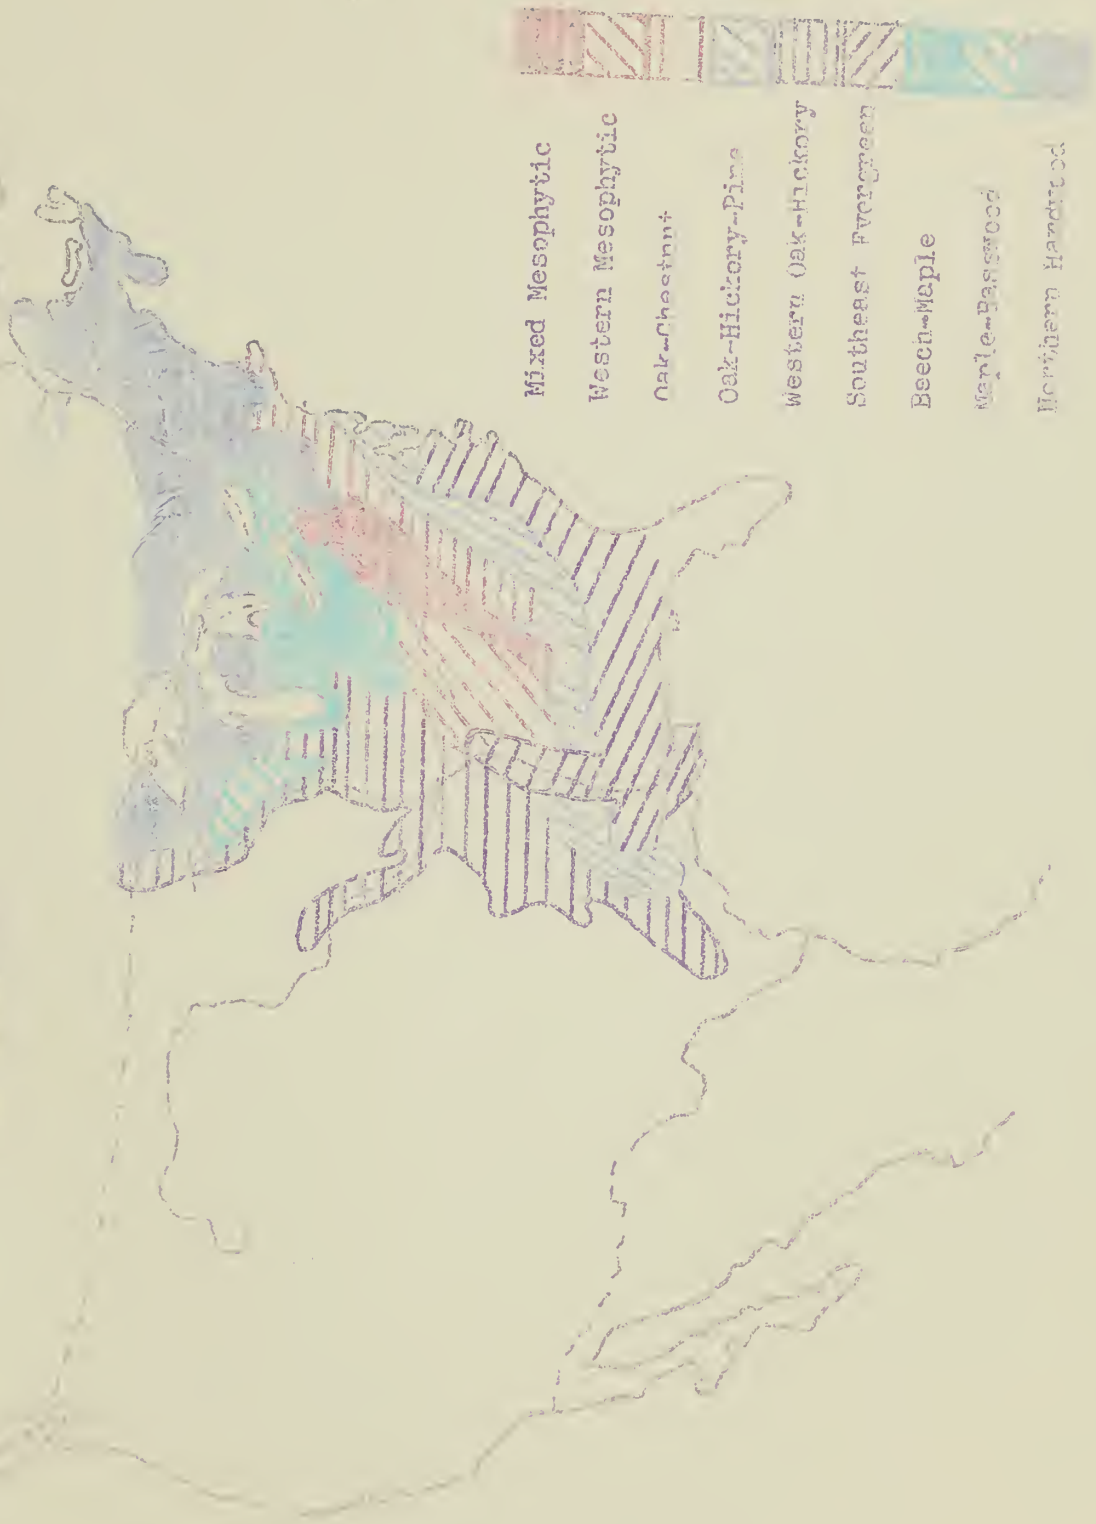 Mixed Mesophytic
Western Mesophytic
Oak-Chestnut
Oak-Hickory-Pine
Western Oak-Hickory
Southeast Evergreen
Beech-Maple
Maple-Basswood
Northern Hardwood